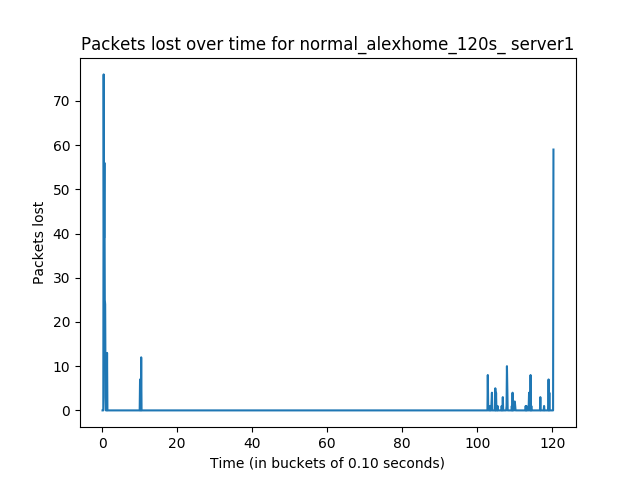 Packets lost over time for normal_alexhome_120s_ server1
70
60
50
40
30
20
10
0
Packets lost
0 20 40 60 80 100 120
Time (in buckets of 0.10 seconds)